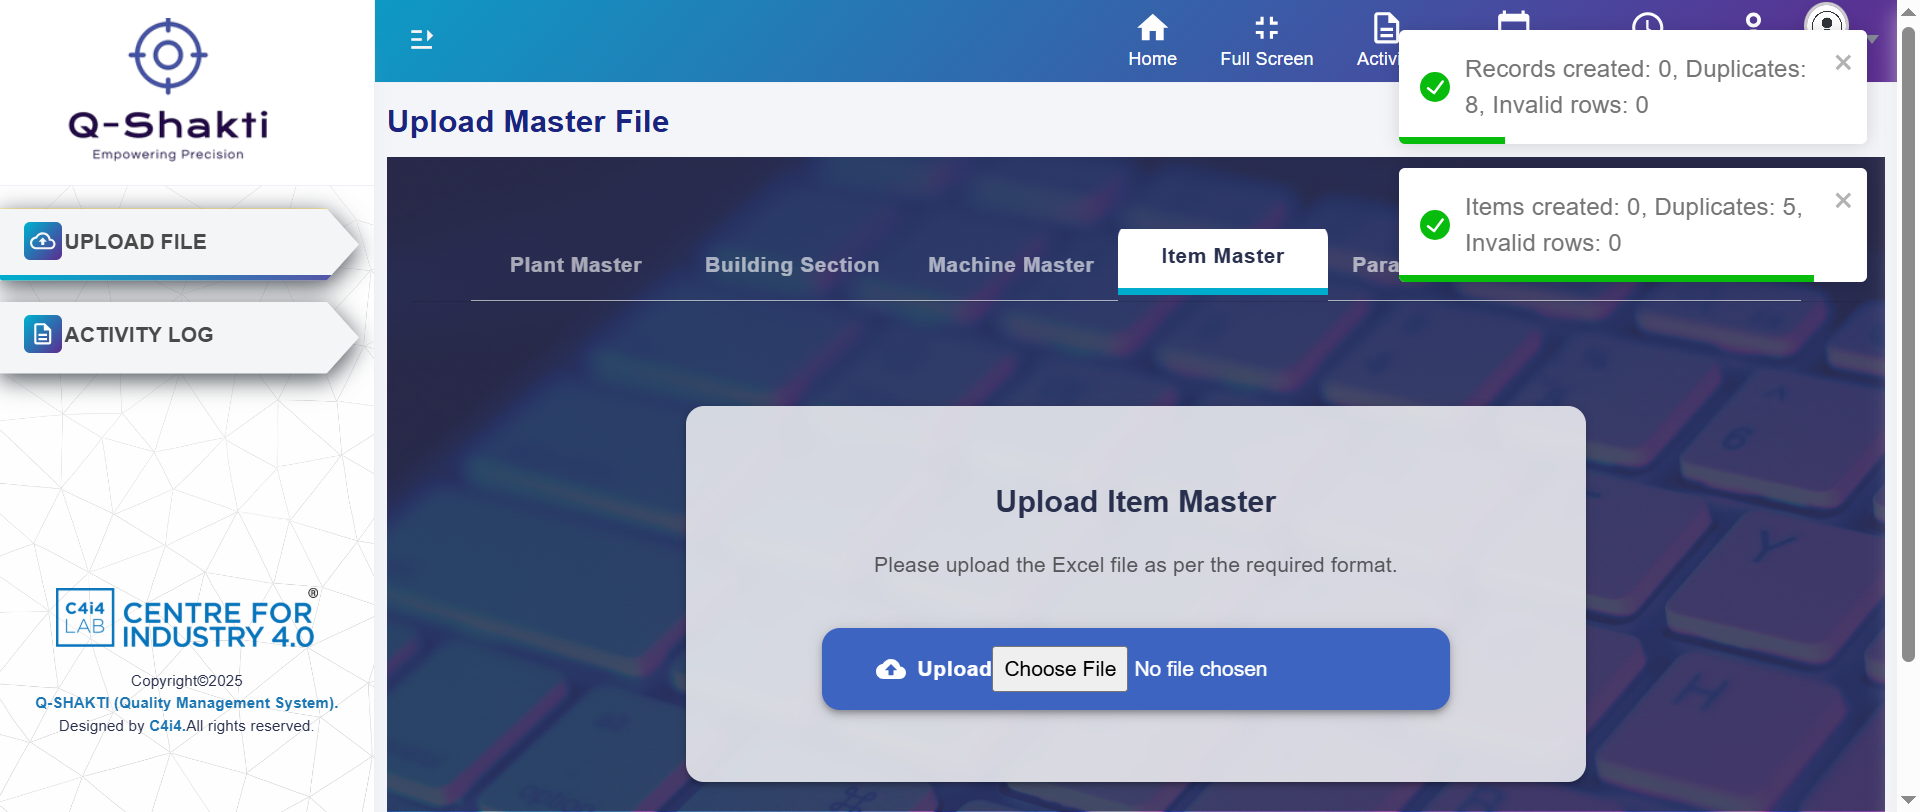 Q-Shakti
Empowering Precision
UPLOAD FILE
ACTIVITY LOG
C4i4
LAB
CENTRE FOR
INDUSTRY 4.0
®
Copyright©2025
Q-SHAKTI (Quality Management System).
Designed by C4i4.All rights reserved.
Home
Full Screen
Activi
Records created: 0, Duplicates:
8, Invalid rows: 0
Items created: 0, Duplicates: 5,
Invalid rows: 0
Upload Master File
Plant Master
Building Section
Machine Master
Item Master
Para
Upload Item Master
Please upload the Excel file as per the required format.
Upload Choose File No file chosen